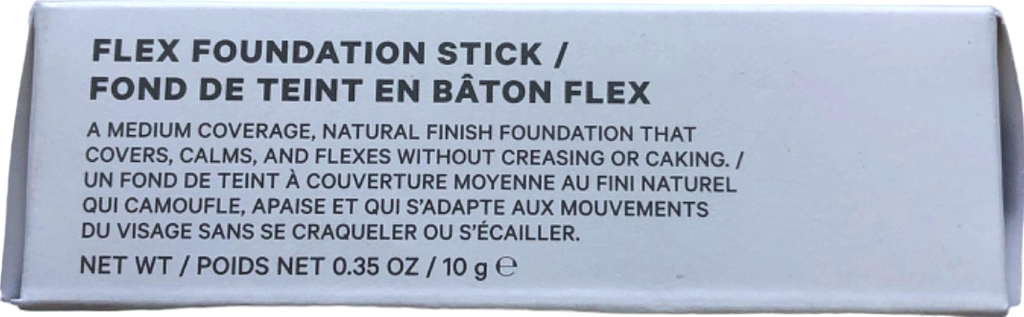 FLEX FOUNDATION STICK /
FOND DE TEINT EN BÂTON FLEX
A MEDIUM COVERAGE, NATURAL FINISH FOUNDATION THAT
COVERS, CALMS, AND FLEXES WITHOUT CREASING OR CAKING. /
UN FOND DE TEINT À COUVERTURE MOYENNE AU FINI NATUREL
QUI CAMOUFLE, APAISE ET QUI S'ADAPTE AUX MOUVEMENTS
DU VISAGE SANS SE CRAQUELER OU S'ÉCAILLER.
NET WT / POIDS NET 0.35 OZ / 10 g ℮